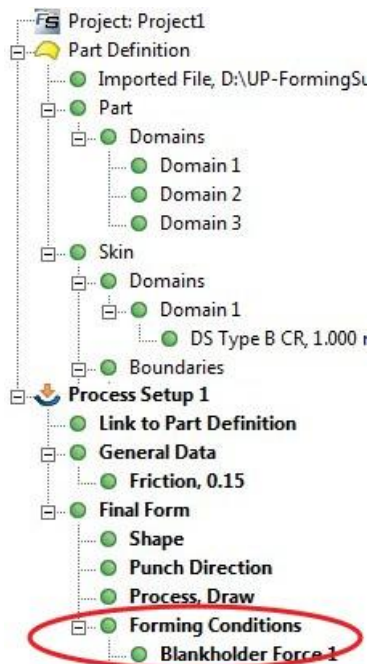 FS Project: Project1
Part Definition
Imported File, D:\UP-FormingSu
Part
Domains
Domain 1
Domain 2
Domain 3
Skin
Domains
Domain 1
DS Type B CR, 1.000
Boundaries
Process Setup 1
Link to Part Definition
General Data
Friction, 0.15
Final Form
Shape
Punch Direction
Process, Draw
Forming Conditions
Blankholder Force 1